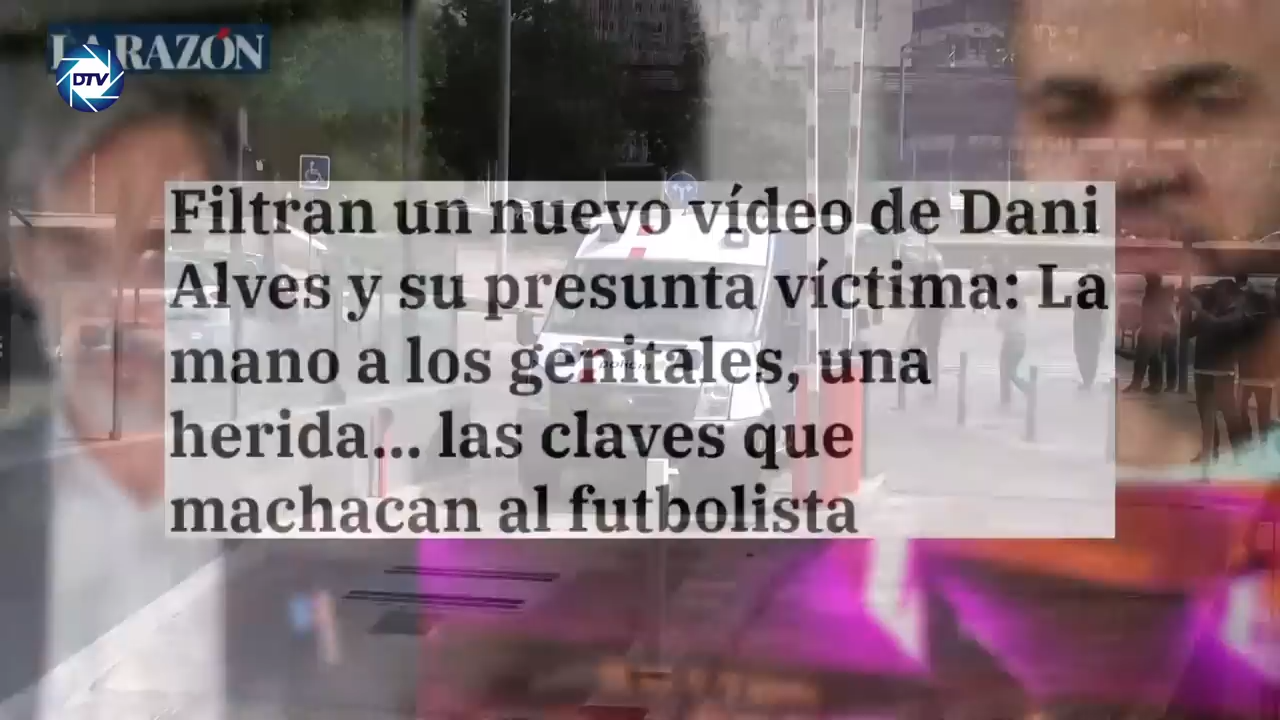 LA RAZÓN
DTV
Filtran un nuevo vídeo de Dani
Alves y su presunta víctima: La
mano a los genitales, una
herida... las claves que
machacan al futbolista